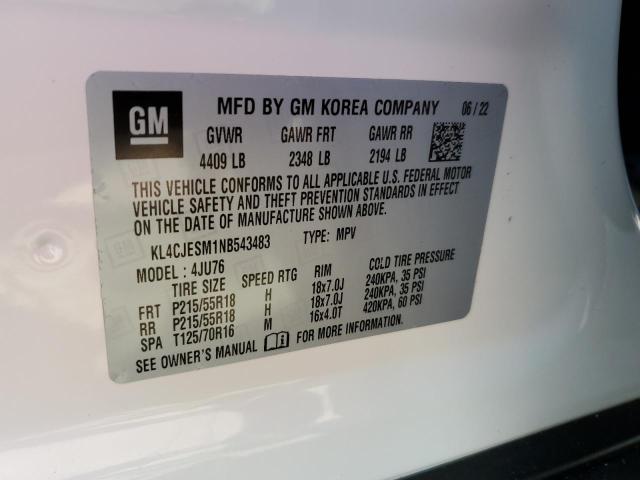 GM MFD BY GM KOREA COMPANY 06/22
GVWR GAWR FRT GAWR RR
4409 LB 2348 LB 2194 LB
THIS VEHICLE CONFORMS TO ALL APPLICABLE U.S. FEDERAL MOTOR
VEHICLE SAFETY AND THEFT PREVENTION STANDARDS IN EFFECT
ON THE DATE OF MANUFACTURE SHOWN ABOVE.
KL4CJESM1NB543483 TYPE: MPV
MODEL: 4JU76
TIRE SIZE SPEED RTG RIM COLD TIRE PRESSURE
FRT P215/55R18 H 18x7.0J 240KPA, 35 PSI
RR P215/55R18 H 18x7.0J 240KPA, 35 PSI
SPA T125/70R16 M 16x4.0T 420KPA, 60 PSI
SEE OWNER'S MANUAL FOR MORE INFORMATION.